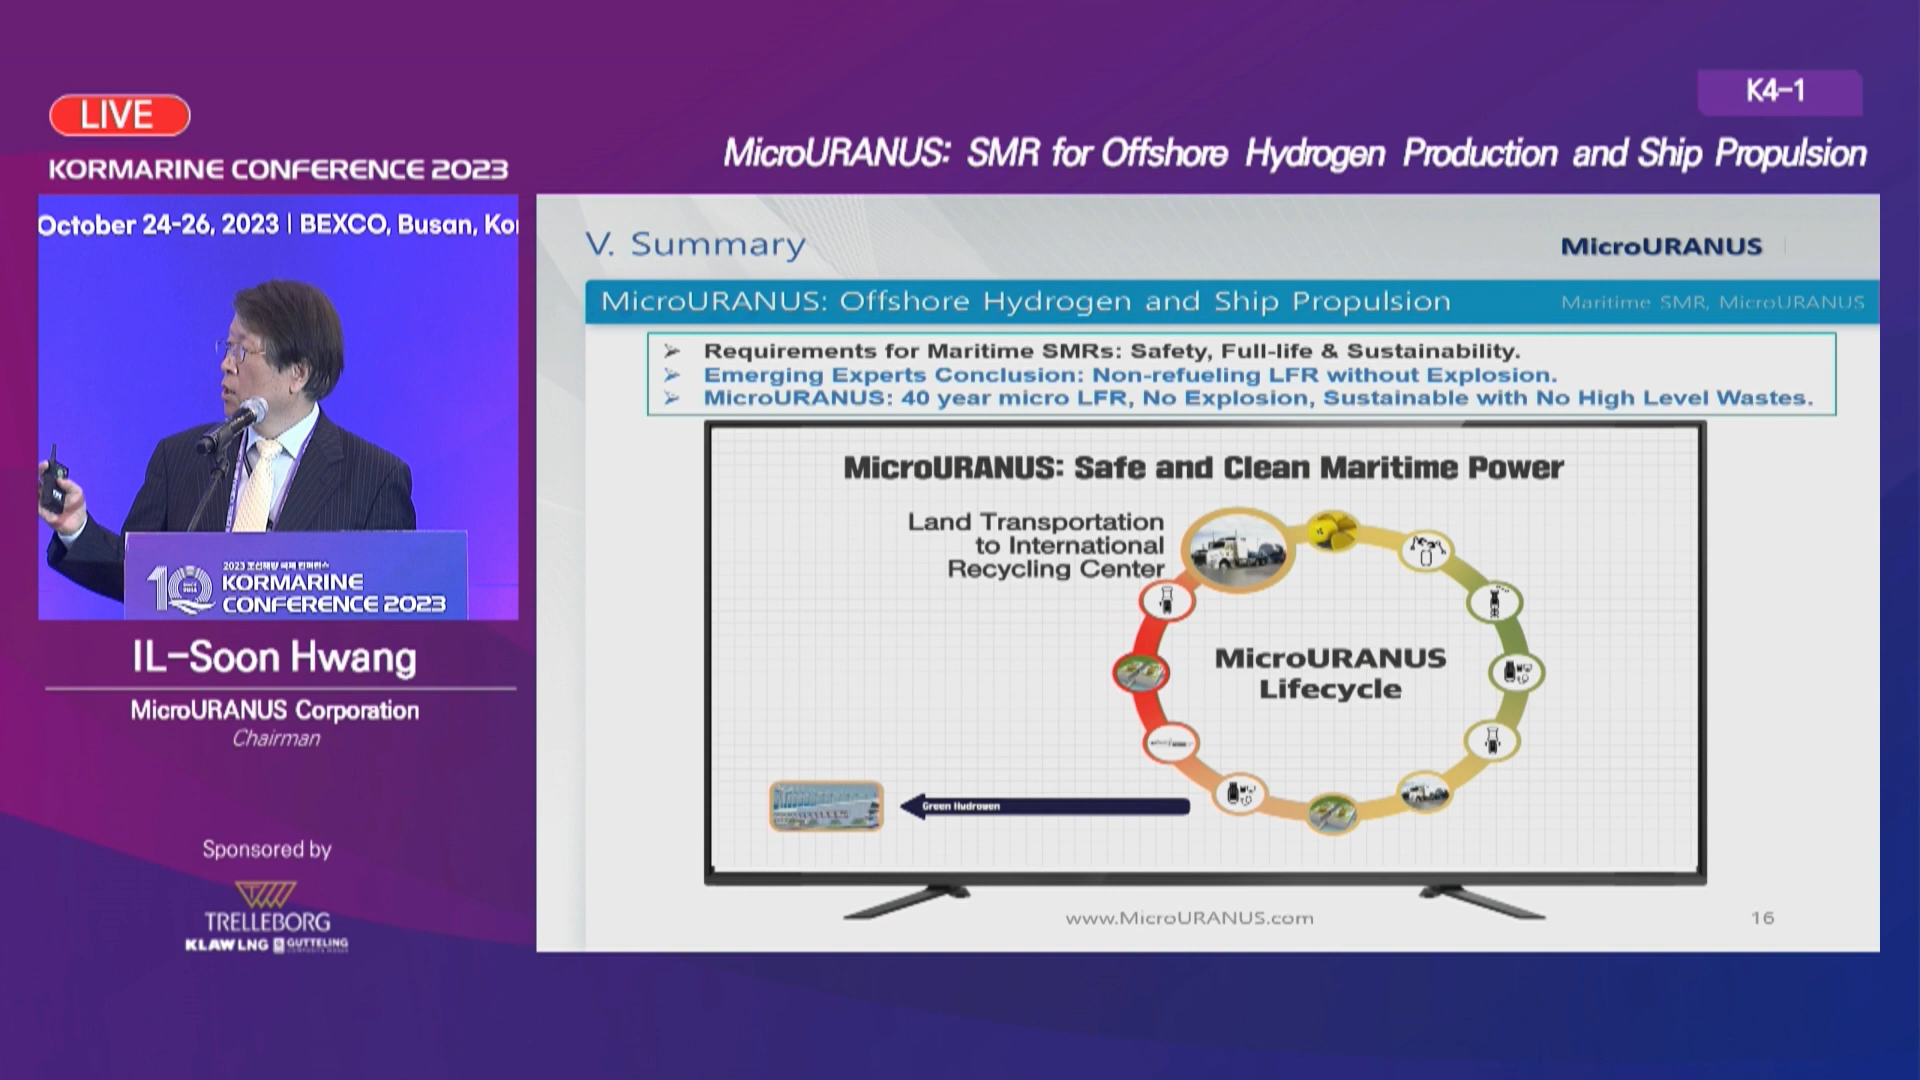 LIVE
KORMARINE CONFERENCE 2023
K4-1
MicroURANUS: SMR for Offshore Hydrogen Production and Ship Propulsion
October 24-26, 2023 | BEXCO, Busan, Kor
2023 조선해양 국제 컨퍼런스
10
KORMARINE
CONFERENCE 2023
IL-Soon Hwang
MicroURANUS Corporation
Chairman
Sponsored by
TRELLEBORG
KLAW LNG GUTTELING
V. Summary
MicroURANUS
MicroURANUS: Offshore Hydrogen and Ship Propulsion
Maritime SMR, MicroURANUS
➢ Requirements for Maritime SMRs: Safety, Full-life & Sustainability.
➢ Emerging Experts Conclusion: Non-refueling LFR without Explosion.
➢ MicroURANUS: 40 year micro LFR, No Explosion, Sustainable with No High Level Wastes.
MicroURANUS: Safe and Clean Maritime Power
Land Transportation
to International
Recycling Center
MicroURANUS
Lifecycle
Green Hydrogen
www.MicroURANUS.com
16